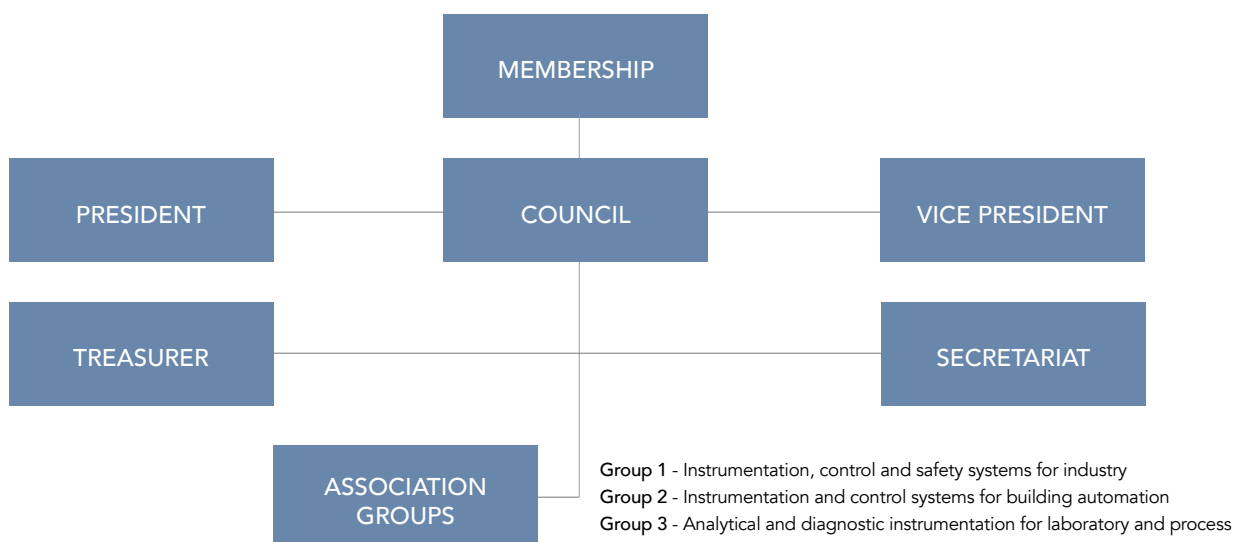 MEMBERSHIP
PRESIDENT
COUNCIL
VICE PRESIDENT
TREASURER
SECRETARIAT
ASSOCIATION
GROUPS
Group 1 - Instrumentation, control and safety systems for industry
Group 2 - Instrumentation and control systems for building automation
Group 3 - Analytical and diagnostic instrumentation for laboratory and process